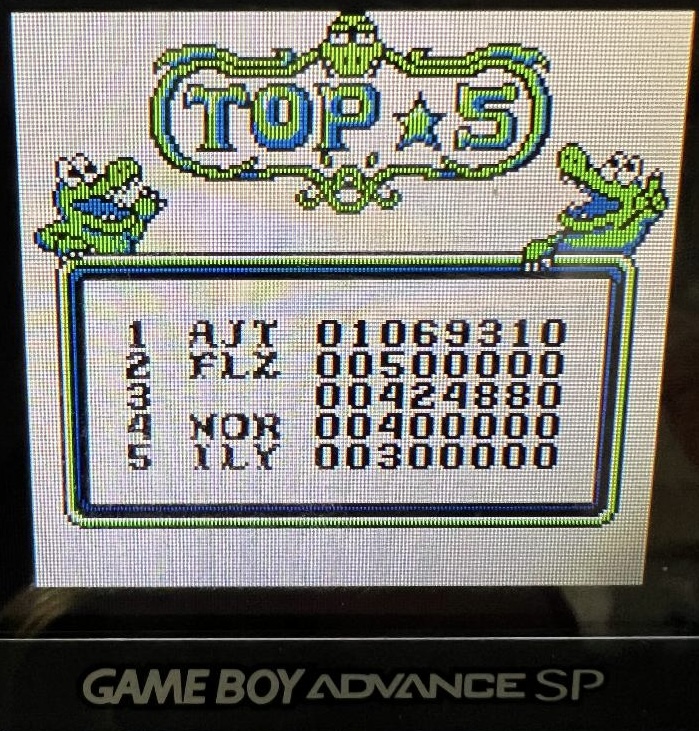 TOP★5
1 AJT 01069310
2 FLZ 00500000
3 00424880
4 NOR 00400000
5 ILY 00300000
GAME BOY ADVANCE SP